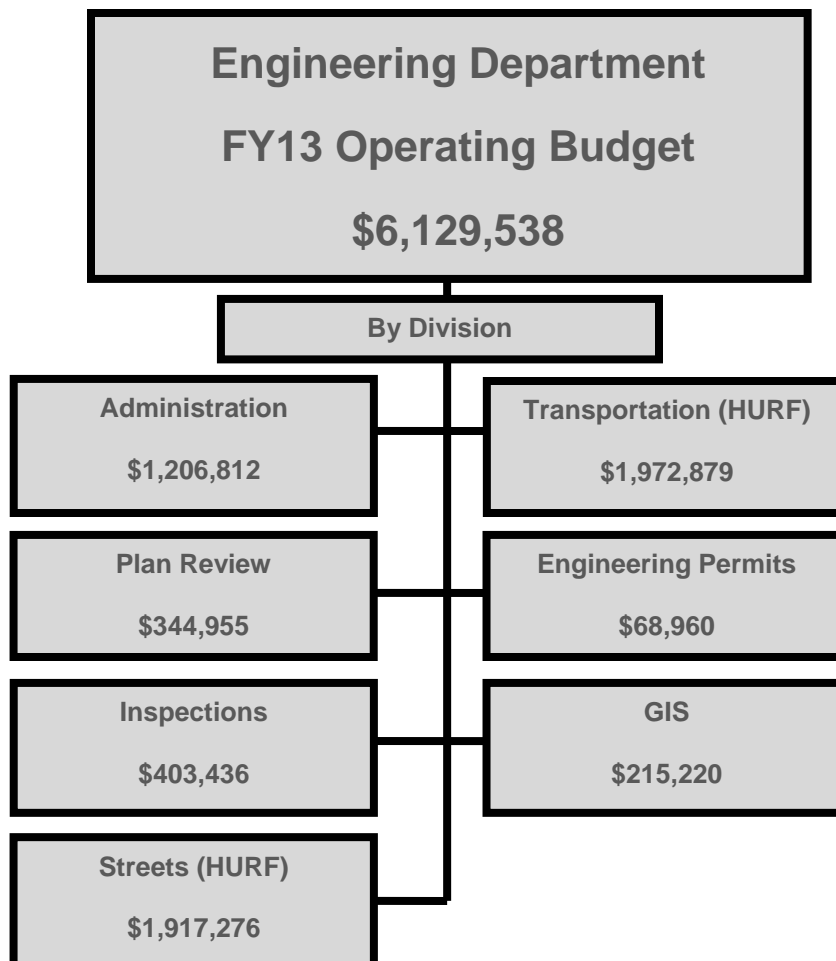 Engineering Department
FY13 Operating Budget
$6,129,538
By Division
Administration
$1,206,812
Transportation (HURF)
$1,972,879
Plan Review
$344,955
Engineering Permits
$68,960
Inspections
$403,436
GIS
$215,220
Streets (HURF)
$1,917,276